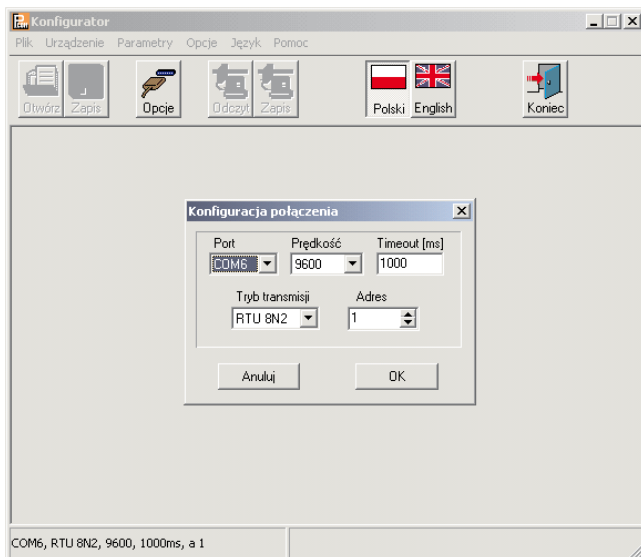 Konfigurator
Plik Urządzenie Parametry Opcje Język Pomoc
Otwórz Zapis Opcje Odczyt Zapis Polski English Koniec
Konfiguracja połączenia
Port Prędkość Timeout [ms]
COM6 9600 1000
Tryb transmisji Adres
RTU 8N2 1
Anuluj OK
COM6, RTU 8N2, 9600, 1000ms, a 1